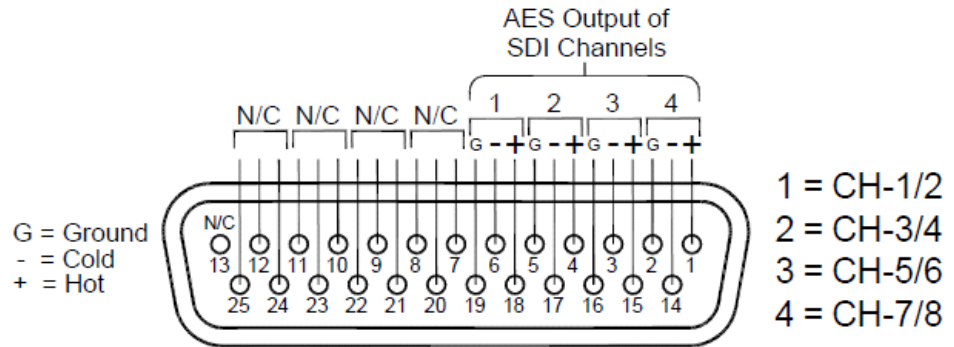 AES Output of
SDI Channels
N/C N/C N/C N/C 1 2 3 4
G - + G - + G - + G - +
1 = CH-1/2
2 = CH-3/4
3 = CH-5/6
4 = CH-7/8
G = Ground
- = Cold
+ = Hot
N/C
13 12 11 10 9 8 7 6 5 4 3 2 1
25 24 23 22 21 20 19 18 17 16 15 14